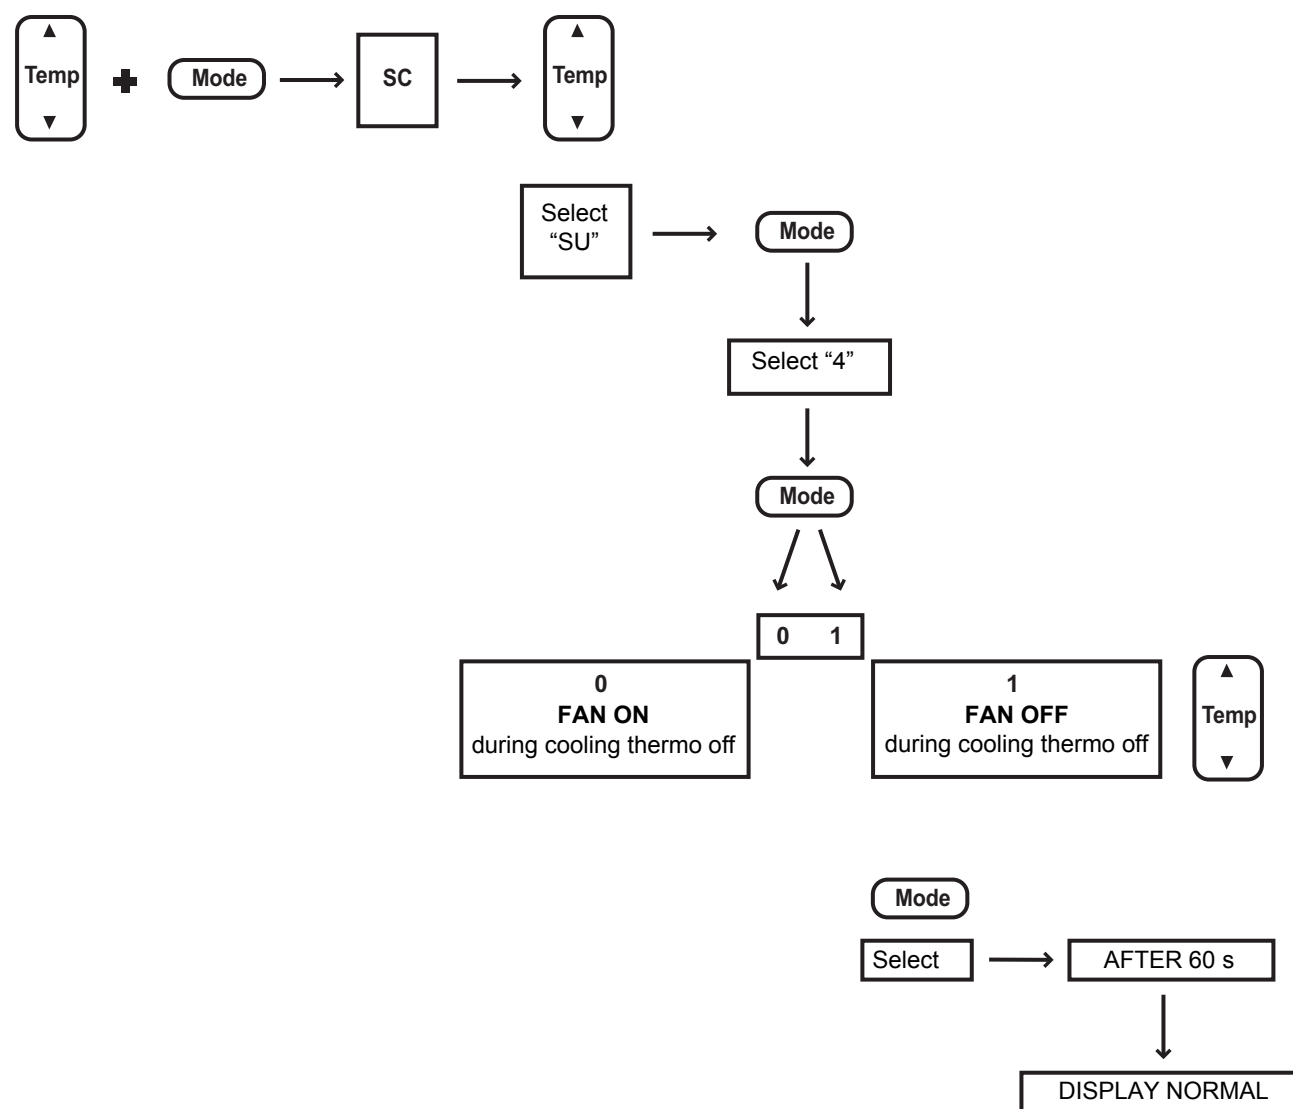 Temp
Mode
SC
Temp
Select
“SU”
Mode
Select “4”
Mode
0 1
0
FAN ON
during cooling thermo off
1
FAN OFF
during cooling thermo off
Temp
Mode
Select
AFTER 60 s
DISPLAY NORMAL